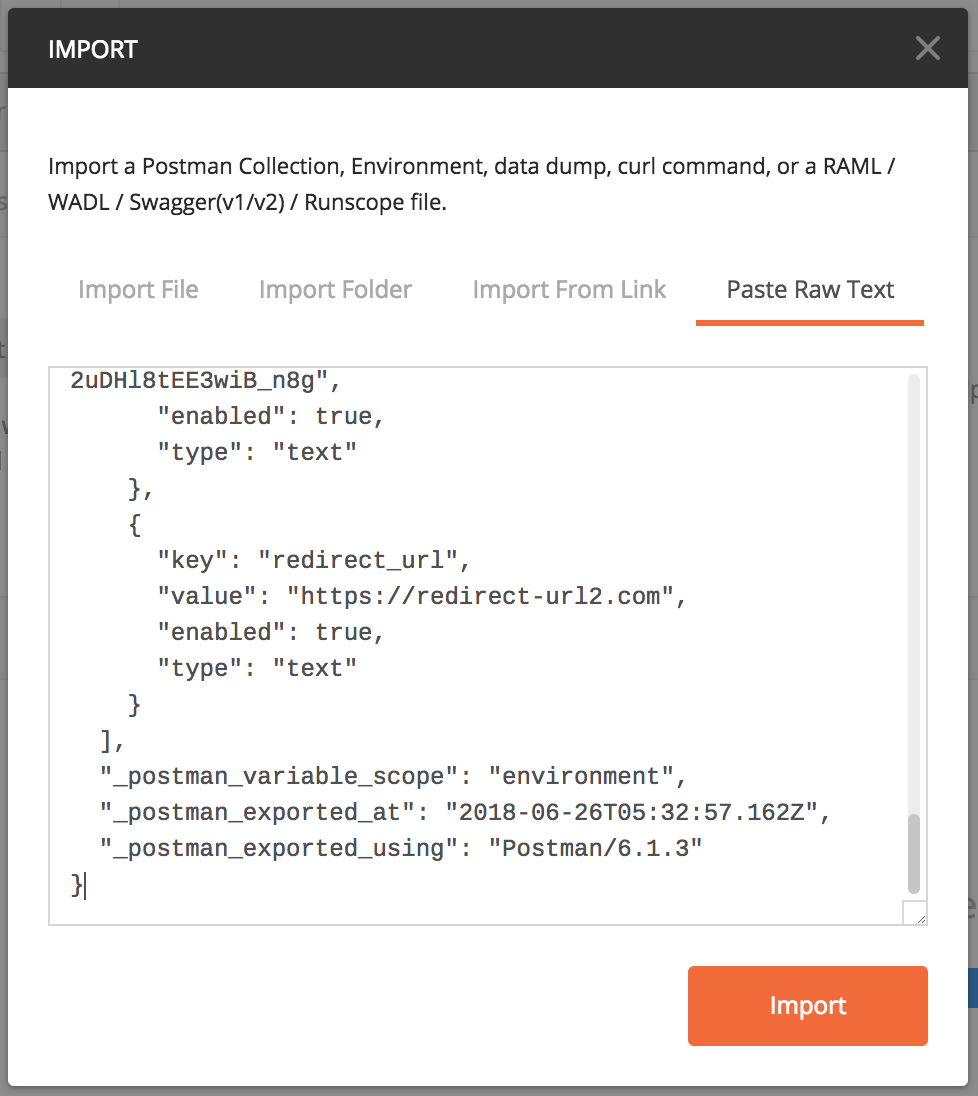 IMPORT
Import a Postman Collection, Environment, data dump, curl command, or a RAML /
WADL / Swagger(v1/v2) / Runscope file.
Import File Import Folder Import From Link Paste Raw Text
2uDHl8tEE3wiB_n8g",
"enabled": true,
"type": "text"
},
{
"key": "redirect_url",
"value": "https://redirect-url2.com",
"enabled": true,
"type": "text"
}
],
"_postman_variable_scope": "environment",
"_postman_exported_at": "2018-06-26T05:32:57.162Z",
"_postman_exported_using": "Postman/6.1.3"
}
Import